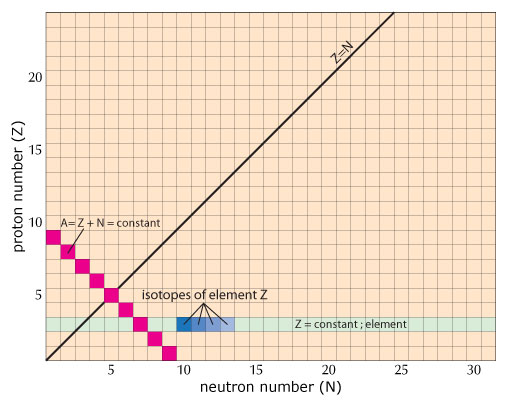 Z=N
20
proton number (Z)
15
10
A= Z + N = constant
5
isotopes of element Z
Z = constant ; element
5
10
15
20
25
30
neutron number (N)